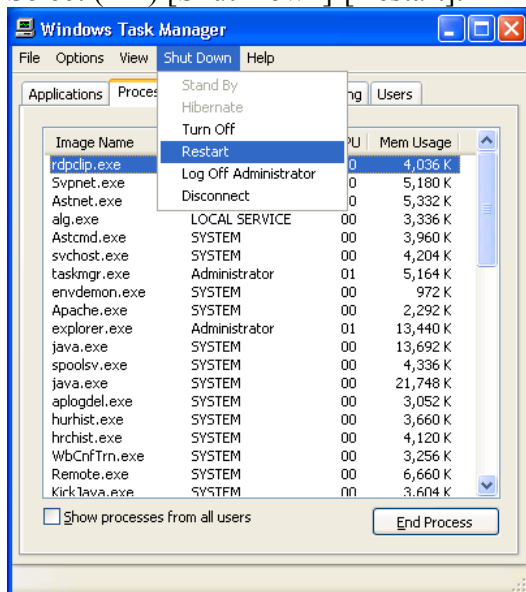 Windows Task Manager
File Options View Shut Down Help
Stand By
Hibernate
Turn Off
Restart
Log Off Administrator
Disconnect
Applications Users
Image Name Mem Usage
rdpclip.exe 4,036 K
Svpnet.exe 5,180 K
Astnet.exe 5,332 K
alg.exe LOCAL SERVICE 00 3,336 K
Astcmd.exe SYSTEM 00 3,960 K
svchost.exe SYSTEM 00 4,204 K
taskmgr.exe Administrator 01 5,164 K
envdemon.exe SYSTEM 00 972 K
Apache.exe SYSTEM 00 2,292 K
explorer.exe Administrator 01 13,440 K
java.exe SYSTEM 00 13,692 K
spoolsv.exe SYSTEM 00 4,336 K
java.exe SYSTEM 00 21,748 K
aplogdel.exe SYSTEM 00 3,052 K
hurhist.exe SYSTEM 00 3,660 K
hrchist.exe SYSTEM 00 4,120 K
WbCnfTrn.exe SYSTEM 00 3,256 K
Remote.exe SYSTEM 00 6,660 K
KickJava.exe SYSTEM 00 3,604 K
Show processes from all users End Process